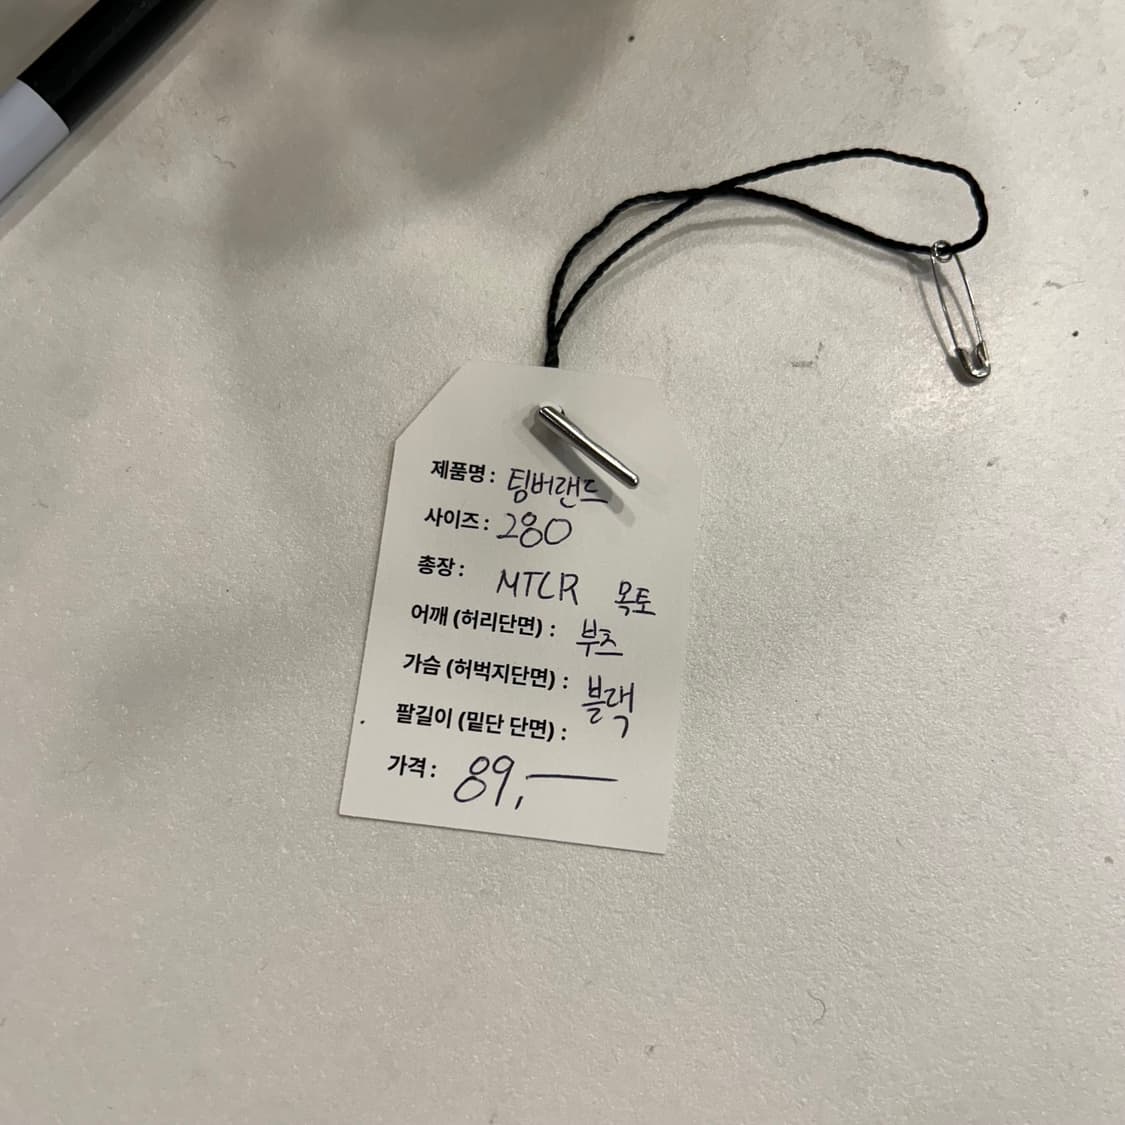 제품명 : 팀버랜드
사이즈 : 280
총장 : MTCR 목토
어깨 (허리단면) : 부츠
가슴 (허벅지단면) : 블랙
팔길이 (밑단 단면) :
가격 : 89,—